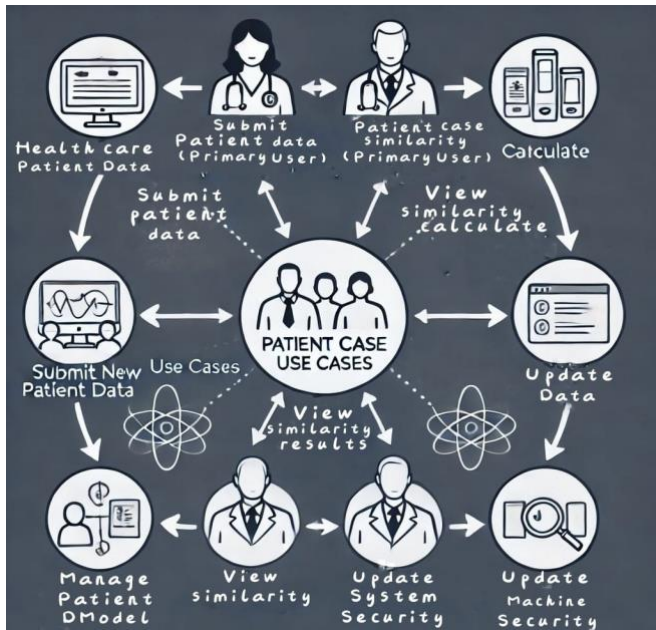 Submit
Patient data
(Primary User)
Patient case
similarity
(Primary User)
Calculate
Health care
Patient Data
Submit
patient
data
View
similarity
calculate
PATIENT CASE
USE CASES
Submit New
Patient Data
Use Cases
Update
Data
View
similarity
results
Manage
Patient
DModel
View
similarity
Update
System
Security
Update
Machine
Security